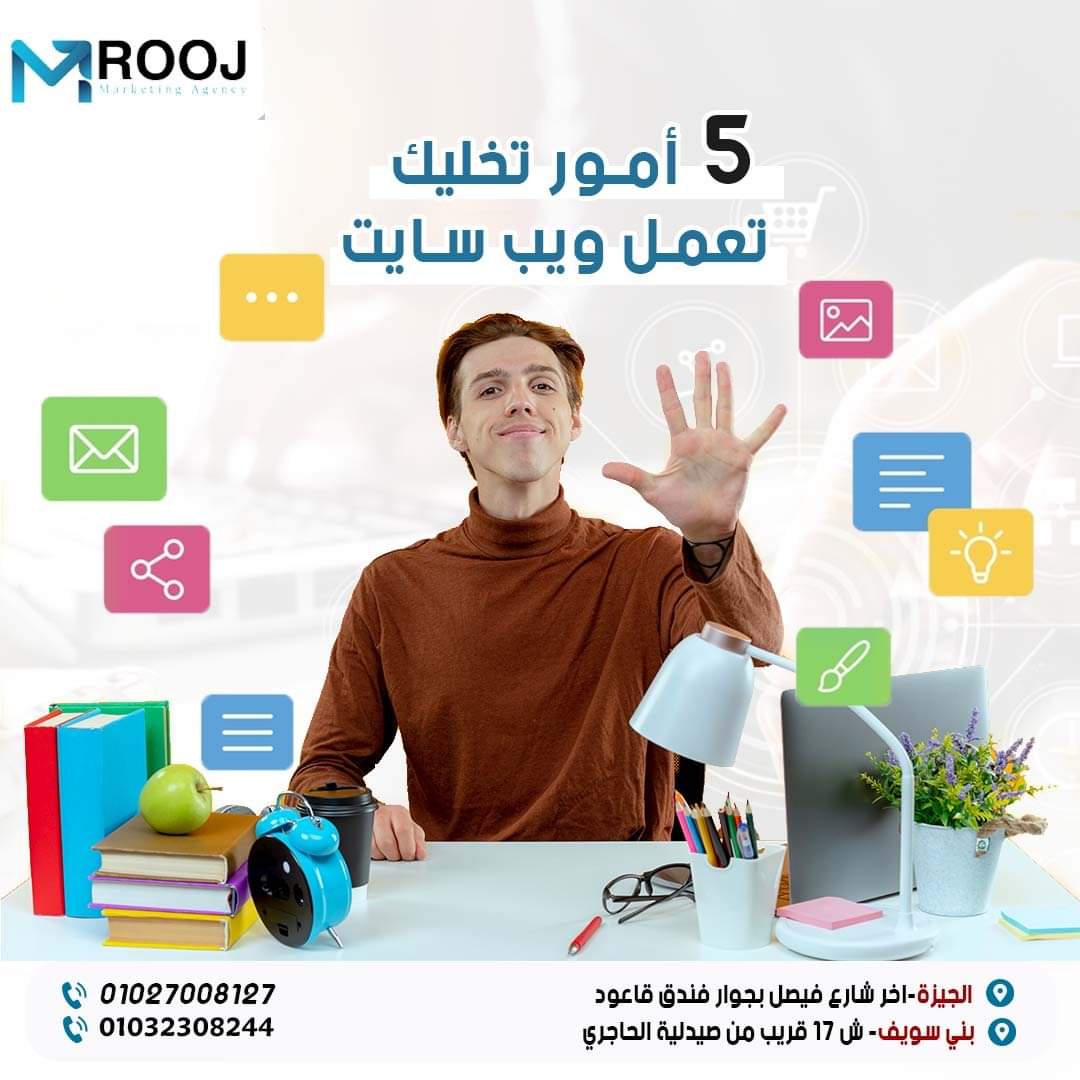 MROOJ
Marketing Agency
5 أمور تخليك
تعمل ويب سايت
الجيزة-اخر شارع فيصل بجوار فندق قاعود
01027008127
بني سويف- ش 17 قريب من صيدلية الحاجري
01032308244